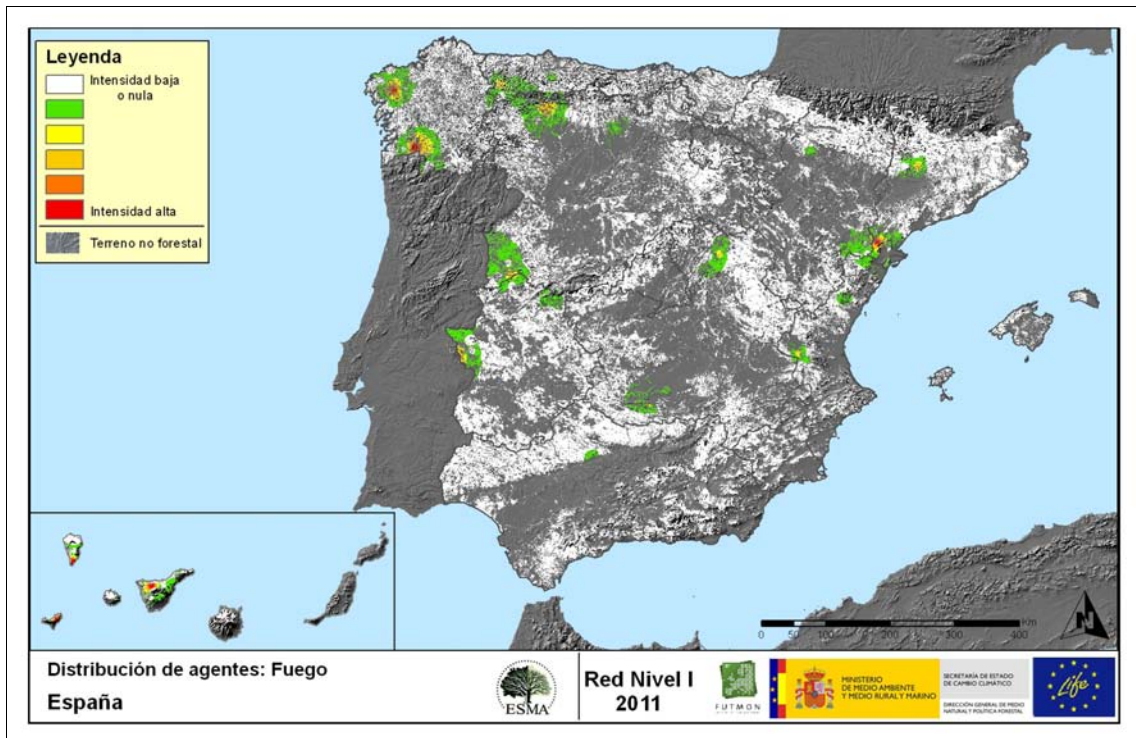 Leyenda
Intensidad baja
o nula
Intensidad alta
Terreno no forestal
N
Km
0 50 100 200 300 400
Distribución de agentes: Fuego
España
ESMA
Red Nivel I
2011
FUTMON
MINISTERIO
DE MEDIO AMBIENTE
Y MEDIO RURAL Y MARINO
SECRETARÍA DE ESTADO
DE CAMBIO CLIMÁTICO
DIRECCIÓN GENERAL DE MEDIO
NATURAL Y POLÍTICA FORESTAL
Life